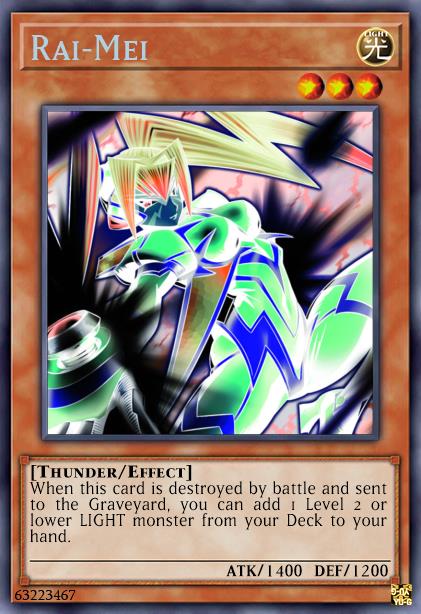 Rai-Mei
LIGHT
光
[Thunder/Effect]
When this card is destroyed by battle and sent
to the Graveyard, you can add 1 Level 2 or
lower LIGHT monster from your Deck to your
hand.
ATK/1400 DEF/1200
63223467